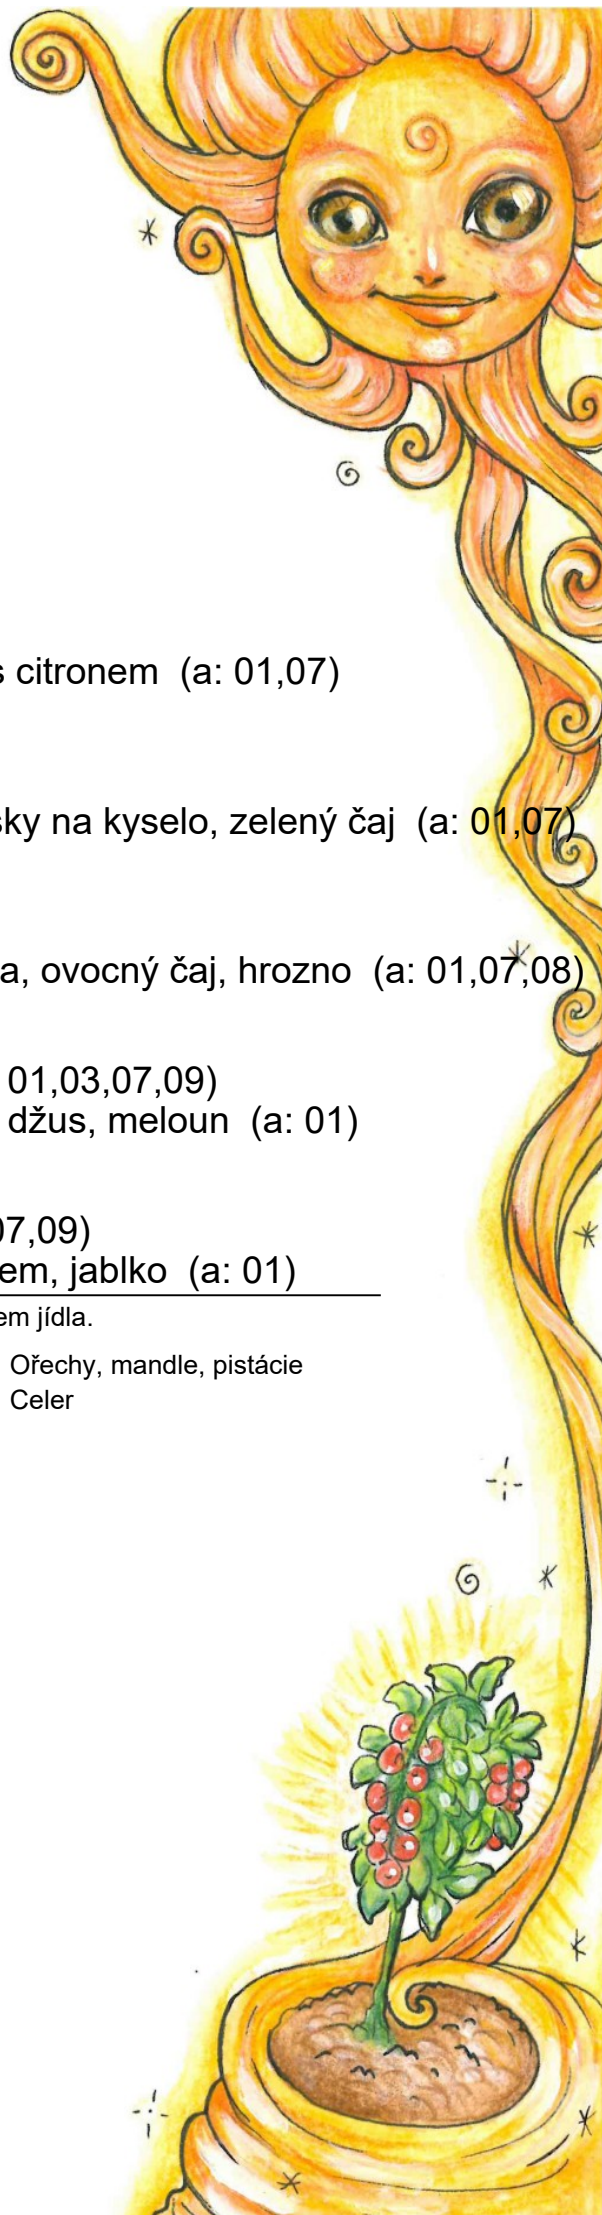 s citronem (a: 01,07)
sky na kyselo, zelený čaj (a: 01,07)
a, ovocný čaj, hrozno (a: 01,07,08)
01,03,07,09)
džus, meloun (a: 01)
07,09)
em, jablko (a: 01)
em jídla.
Ořechy, mandle, pistácie
Celer